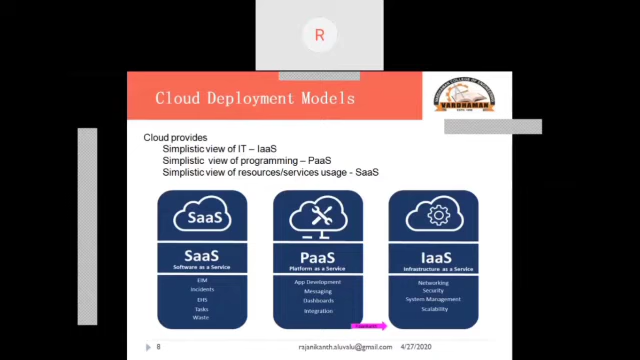 R
Cloud Deployment Models
VARDHAMAN
Cloud provides
Simplistic view of IT – IaaS
Simplistic view of programming – PaaS
Simplistic view of resources/services usage - SaaS
SaaS
SaaS
Software as a Service
EIM
Incidents
EHS
Tasks
Waste
PaaS
Platform as a Service
App Development
Messaging
Dashboards
Integration
IaaS
Infrastructure as a Service
Networking
Security
System Management
Scalability
8
rajanikanth.aluvalu@gmail.com
4/27/2020